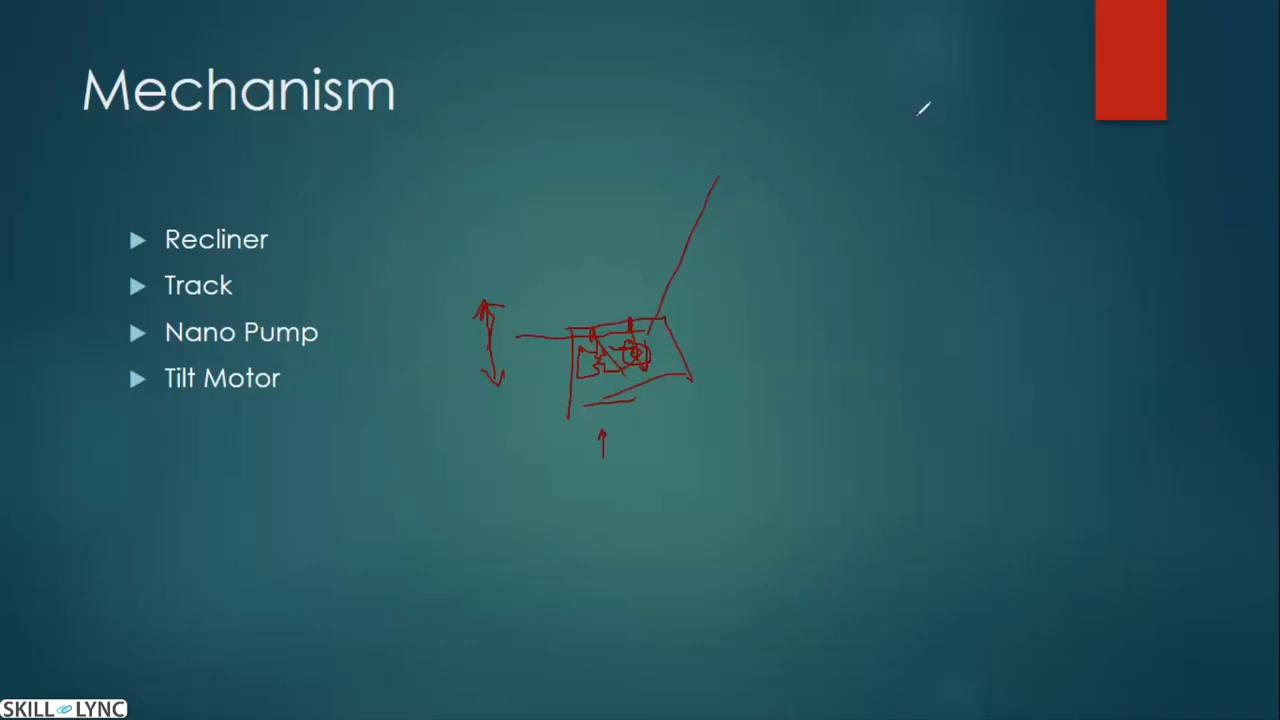 Mechanism
Recliner
Track
Nano Pump
Tilt Motor
SKILL LYNC